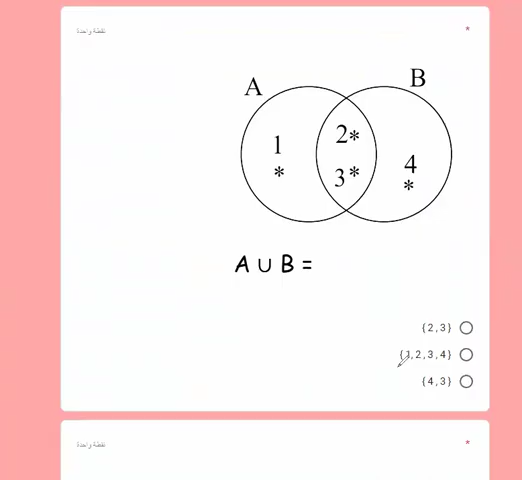 نقطة واحدة
*
A
B
1
2*
3*
4
*
*
A ∪ B =
{2,3}
{1,2,3,4}
{4,3}
نقطة واحدة
*